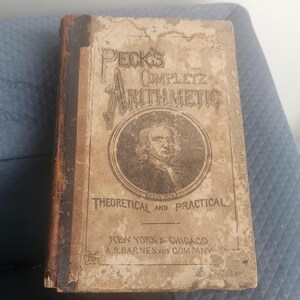 PECK'S
COMPLETE
ARITHMETIC
THEORETICAL AND PRACTICAL
NEW YORK & CHICAGO
A.S. BARNES AND COMPANY